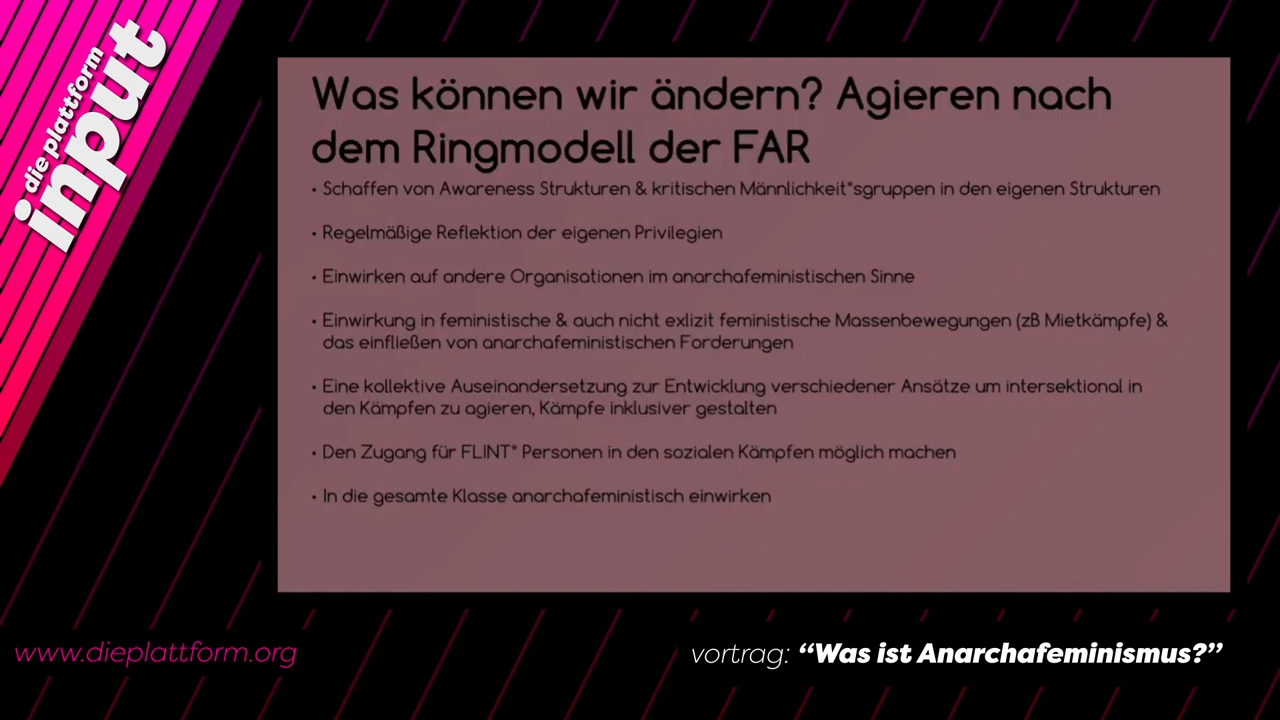 die plattform
input
Was können wir ändern? Agieren nach
dem Ringmodell der FAR
• Schaffen von Awareness Strukturen & kritischen Männlichkeit*sgruppen in den eigenen Strukturen
• Regelmäßige Reflektion der eigenen Privilegien
• Einwirken auf andere Organisationen im anarchafeministischen Sinne
• Einwirkung in feministische & auch nicht exlizit feministische Massenbewegungen (zB Mietkämpfe) &
das einfließen von anarchafeministischen Forderungen
• Eine kollektive Auseinandersetzung zur Entwicklung verschiedener Ansätze um intersektional in
den Kämpfen zu agieren, Kämpfe inklusiver gestalten
• Den Zugang für FLINT* Personen in den sozialen Kämpfen möglich machen
• In die gesamte Klasse anarchafeministisch einwirken
www.dieplattform.org
vortrag: “Was ist Anarchafeminismus?”